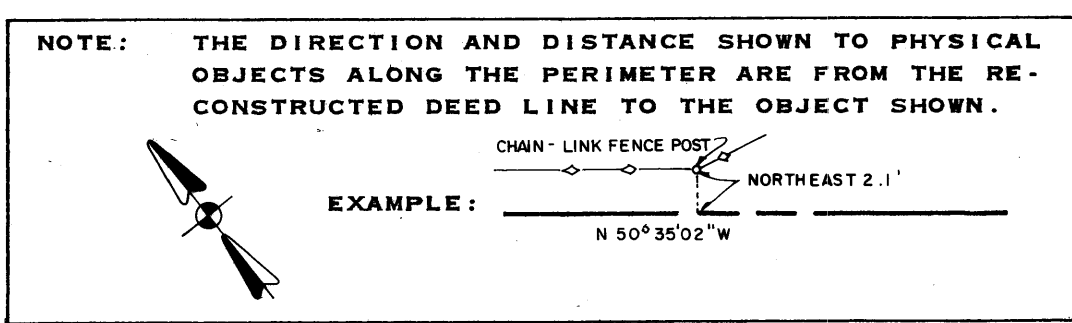 NOTE: THE DIRECTION AND DISTANCE SHOWN TO PHYSICAL
OBJECTS ALONG THE PERIMETER ARE FROM THE RE-
CONSTRUCTED DEED LINE TO THE OBJECT SHOWN.
CHAIN-LINK FENCE POST
NORTHEAST 2.1'
EXAMPLE:
N 50°35'02"W